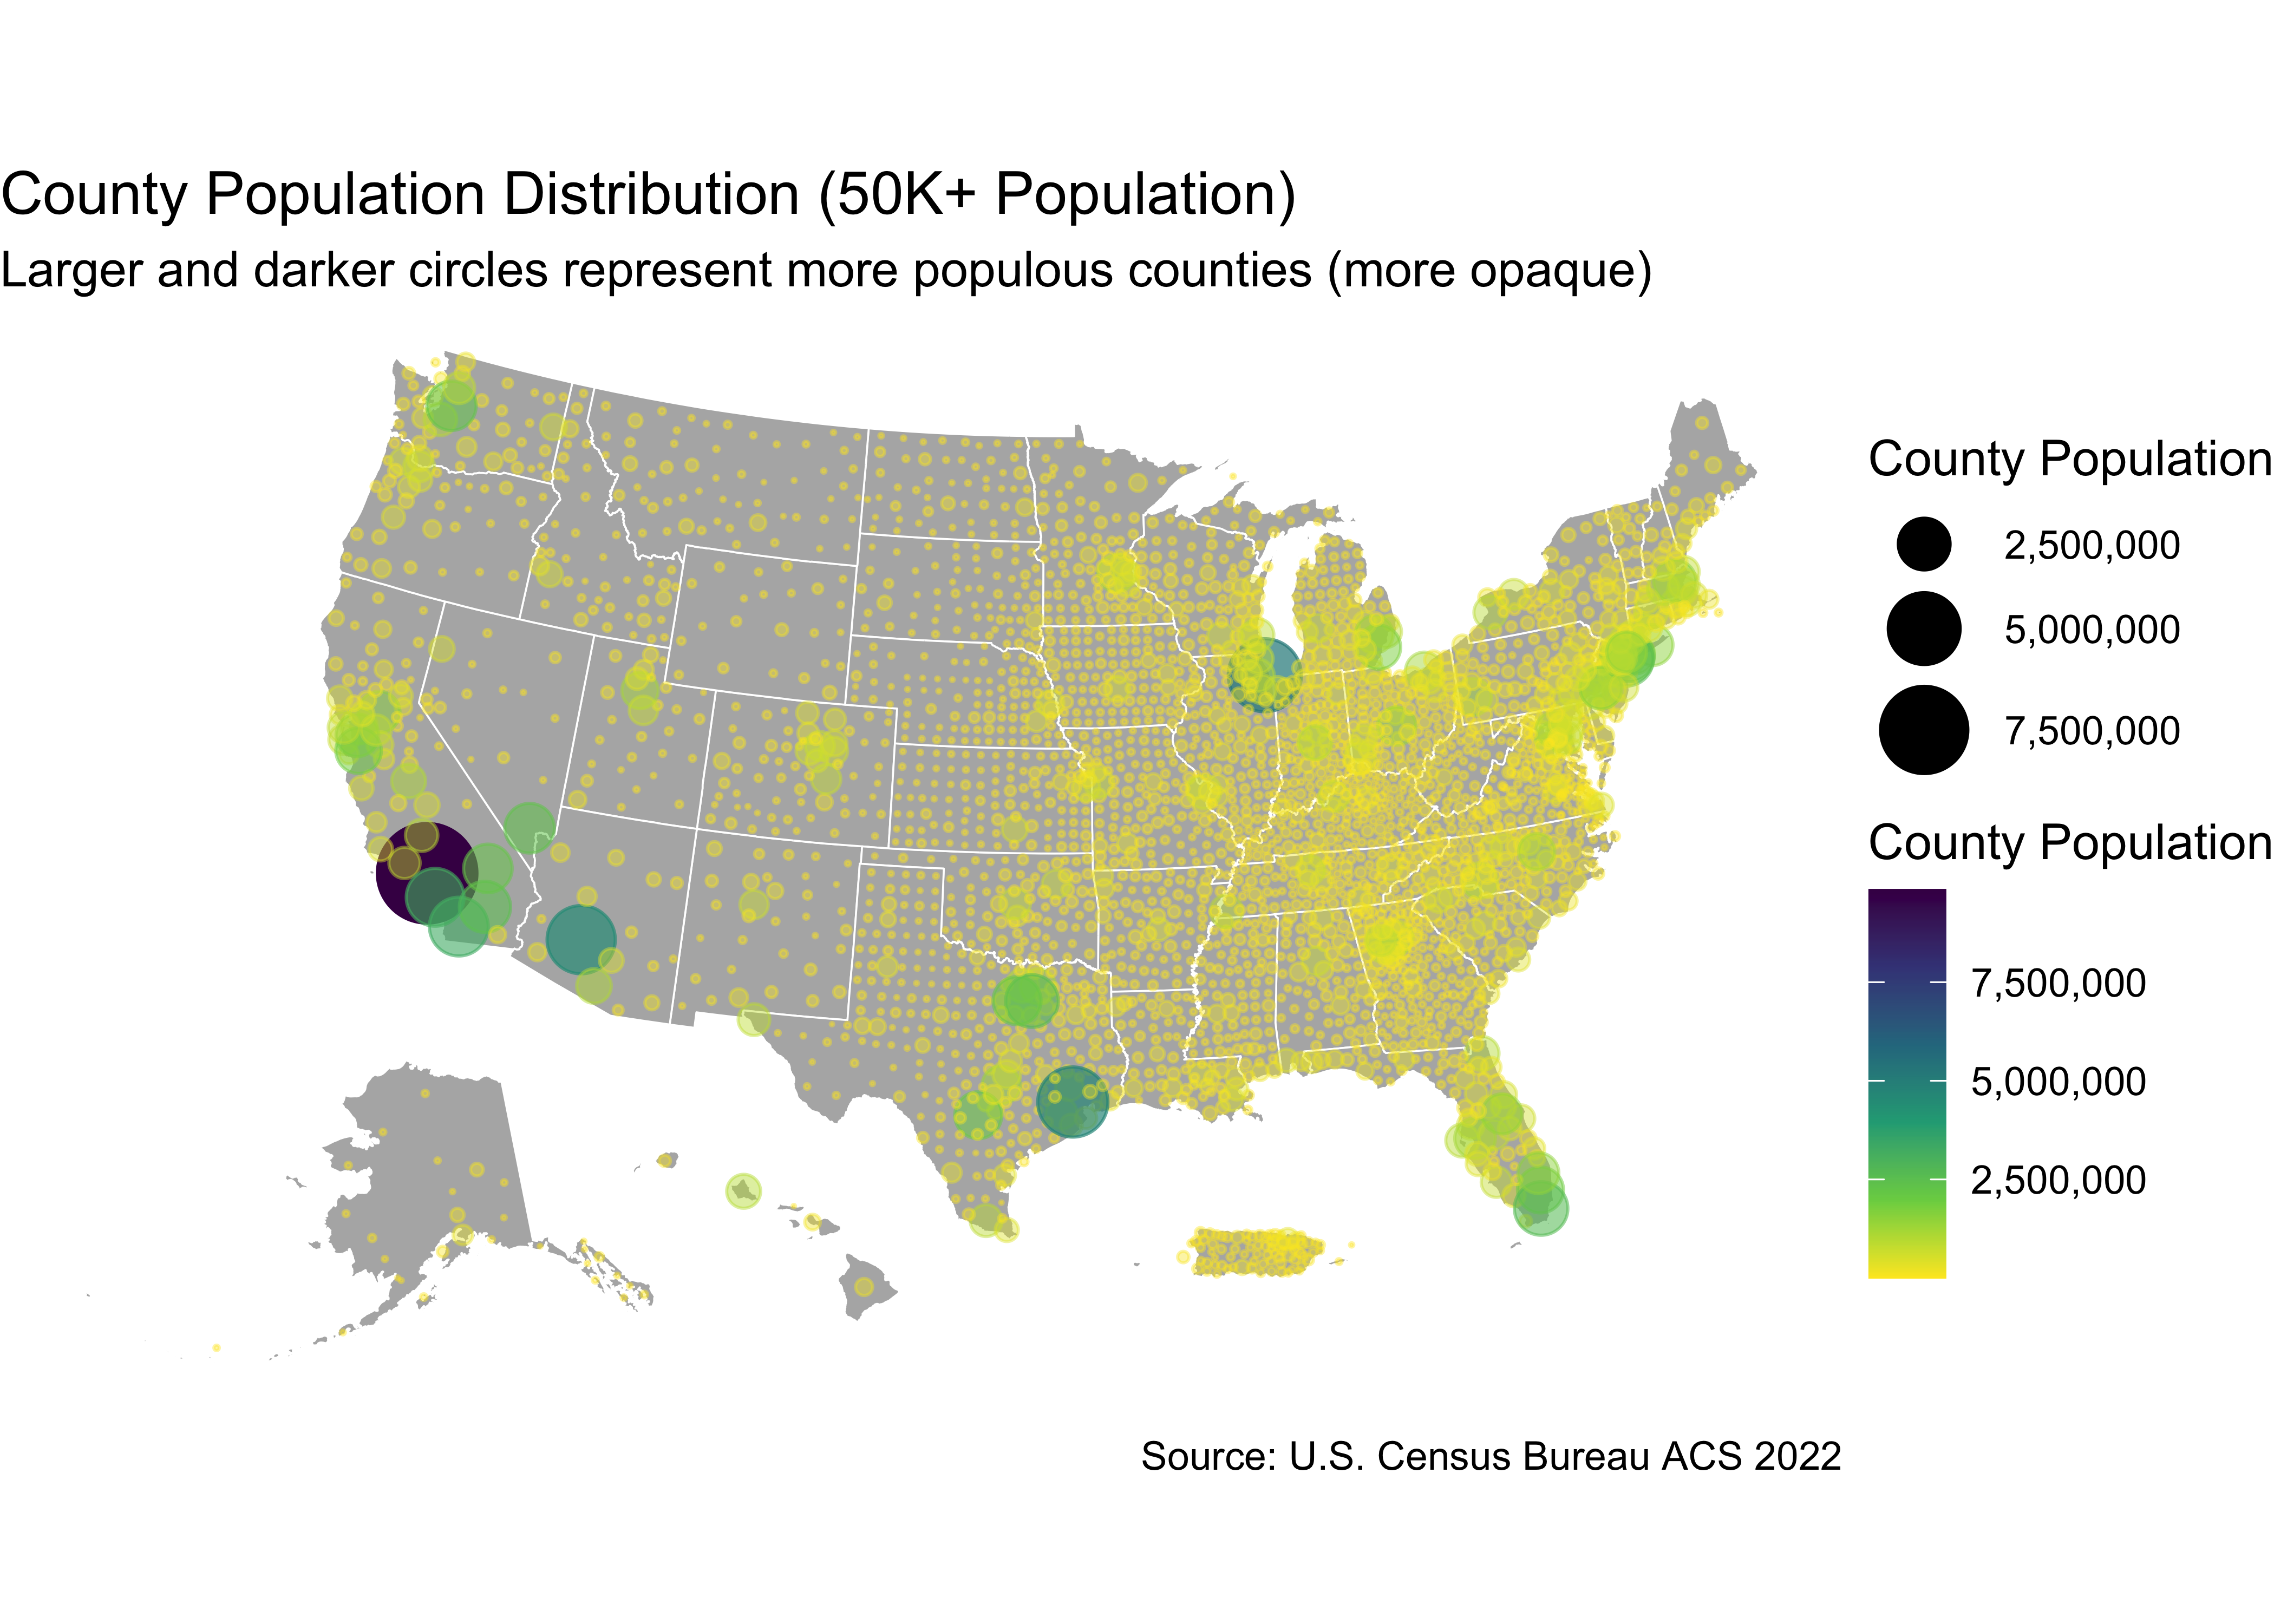 County Population Distribution (50K+ Population)
Larger and darker circles represent more populous counties (more opaque)
County Population
2,500,000
5,000,000
7,500,000
County Population
7,500,000
5,000,000
2,500,000
Source: U.S. Census Bureau ACS 2022